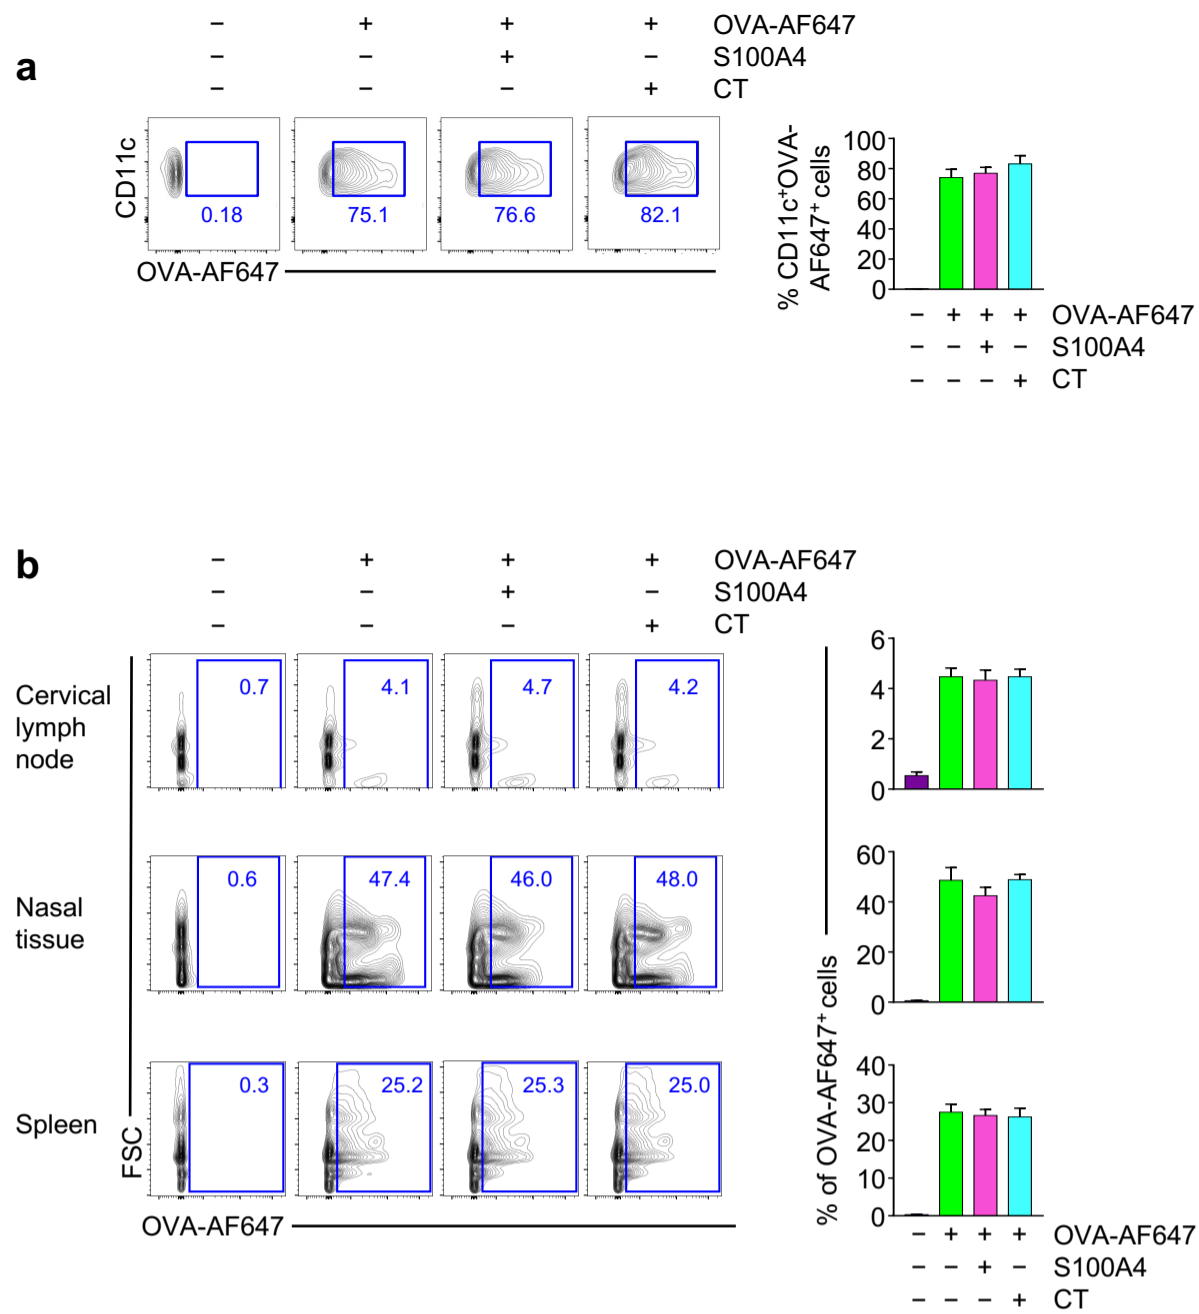 a
− + + + OVA-AF647
− − + − S100A4
− − − + CT
CD11c
0.18 75.1 76.6 82.1
OVA-AF647
% CD11c+OVA-
AF647+ cells
100
80
60
40
20
0
− + + + OVA-AF647
− − + − S100A4
− − − + CT
b
− + + + OVA-AF647
− − + − S100A4
− − − + CT
Cervical
lymph
node
0.7 4.1 4.7 4.2
6
4
2
0
Nasal
tissue
0.6 47.4 46.0 48.0
60
40
20
0
Spleen
0.3 25.2 25.3 25.0
40
30
20
10
0
FSC
OVA-AF647
% of OVA-AF647+ cells
− + + + OVA-AF647
− − + − S100A4
− − − + CT